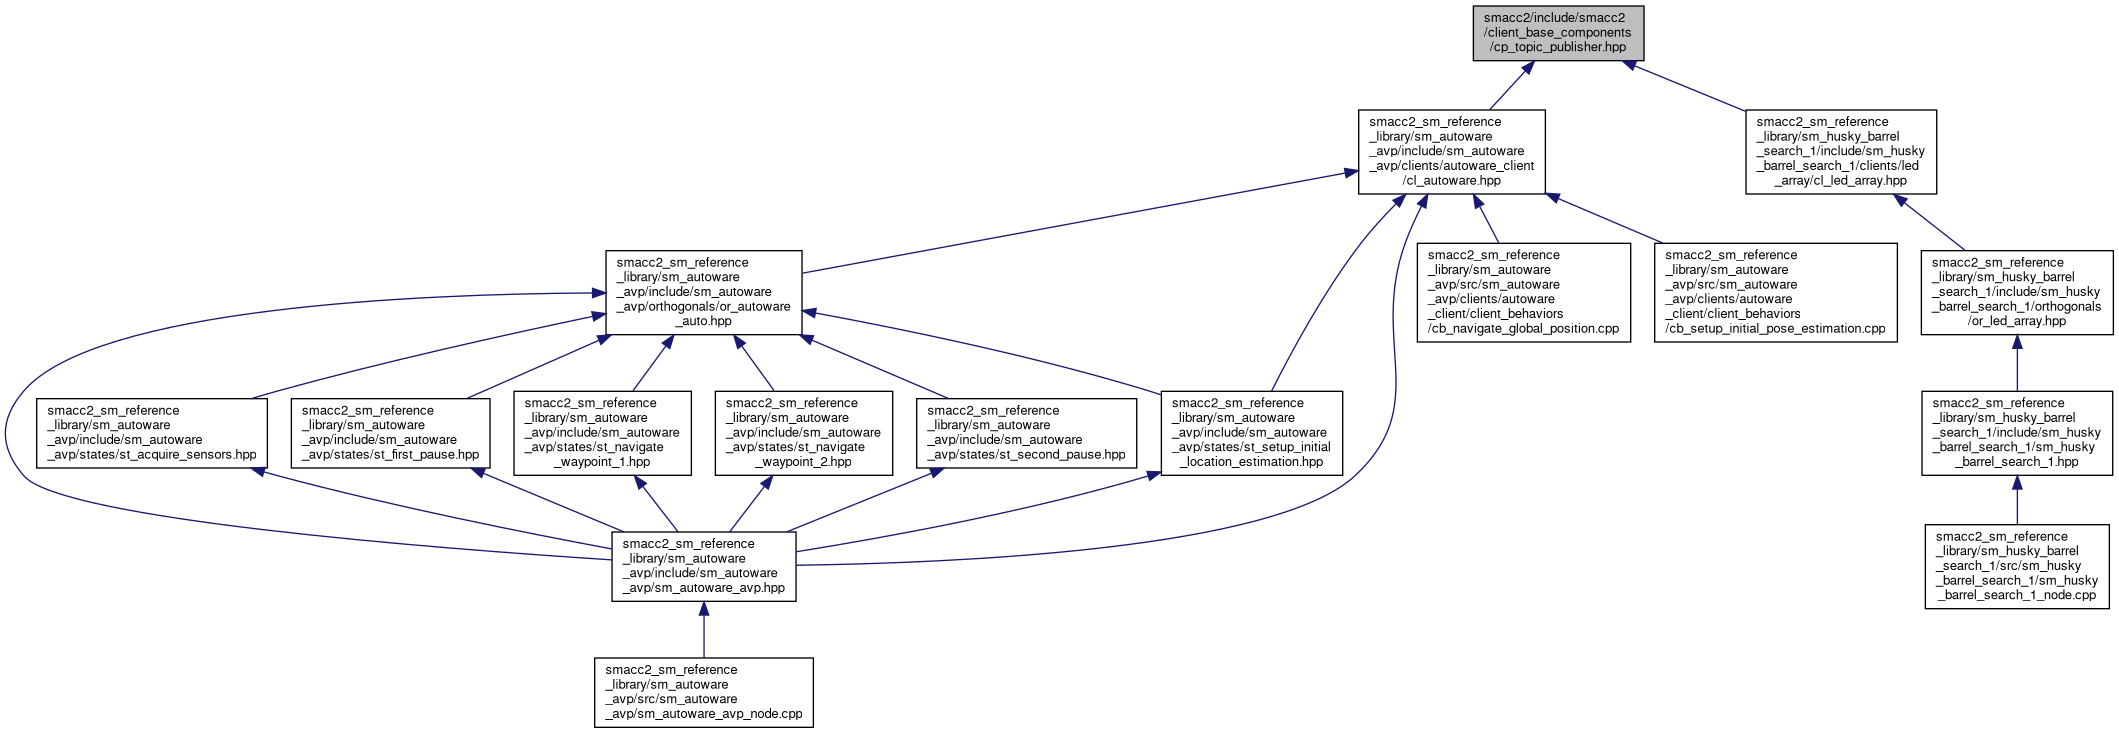 smacc2/include/smacc2
/client_base_components
/cp_topic_publisher.hpp
smacc2_sm_reference
_library/sm_autoware
_avp/include/sm_autoware
_avp/clients/autoware_client
/cl_autoware.hpp
smacc2_sm_reference
_library/sm_husky_barrel
_search_1/include/sm_husky
_barrel_search_1/clients/led
_array/cl_led_array.hpp
smacc2_sm_reference
_library/sm_autoware
_avp/include/sm_autoware
_avp/orthogonals/or_autoware
_auto.hpp
smacc2_sm_reference
_library/sm_autoware
_avp/src/sm_autoware
_avp/clients/autoware
_client/client_behaviors
/cb_navigate_global_position.cpp
smacc2_sm_reference
_library/sm_autoware
_avp/src/sm_autoware
_avp/clients/autoware
_client/client_behaviors
/cb_setup_initial_pose_estimation.cpp
smacc2_sm_reference
_library/sm_husky_barrel
_search_1/include/sm_husky
_barrel_search_1/orthogonals
/or_led_array.hpp
smacc2_sm_reference
_library/sm_autoware
_avp/include/sm_autoware
_avp/states/st_acquire_sensors.hpp
smacc2_sm_reference
_library/sm_autoware
_avp/include/sm_autoware
_avp/states/st_first_pause.hpp
smacc2_sm_reference
_library/sm_autoware
_avp/include/sm_autoware
_avp/states/st_navigate
_waypoint_1.hpp
smacc2_sm_reference
_library/sm_autoware
_avp/include/sm_autoware
_avp/states/st_navigate
_waypoint_2.hpp
smacc2_sm_reference
_library/sm_autoware
_avp/include/sm_autoware
_avp/states/st_second_pause.hpp
smacc2_sm_reference
_library/sm_autoware
_avp/include/sm_autoware
_avp/states/st_setup_initial
_location_estimation.hpp
smacc2_sm_reference
_library/sm_husky_barrel
_search_1/include/sm_husky
_barrel_search_1/sm_husky
_barrel_search_1.hpp
smacc2_sm_reference
_library/sm_autoware
_avp/include/sm_autoware
_avp/sm_autoware_avp.hpp
smacc2_sm_reference
_library/sm_husky_barrel
_search_1/src/sm_husky
_barrel_search_1/sm_husky
_barrel_search_1_node.cpp
smacc2_sm_reference
_library/sm_autoware
_avp/src/sm_autoware
_avp/sm_autoware_avp_node.cpp